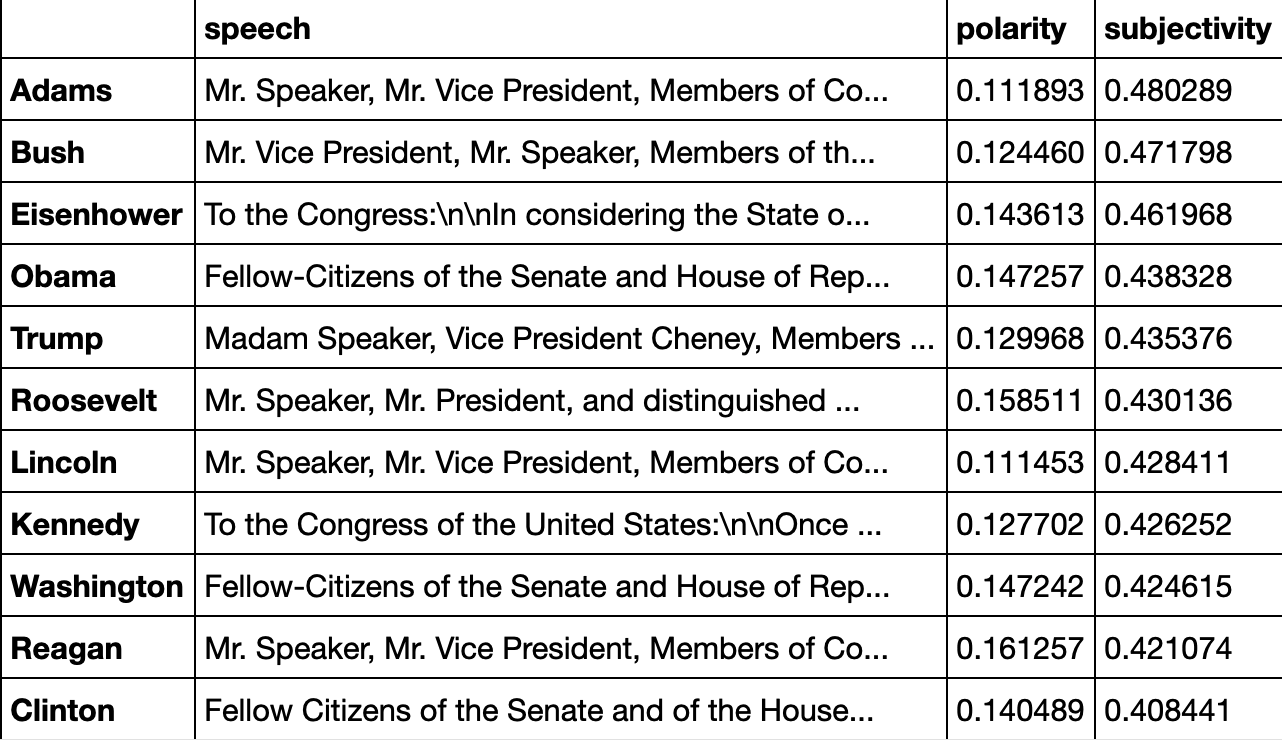 speech polarity subjectivity
Adams Mr. Speaker, Mr. Vice President, Members of Co... 0.111893 0.480289
Bush Mr. Vice President, Mr. Speaker, Members of th... 0.124460 0.471798
Eisenhower To the Congress:\n\nIn considering the State o... 0.143613 0.461968
Obama Fellow-Citizens of the Senate and House of Rep... 0.147257 0.438328
Trump Madam Speaker, Vice President Cheney, Members ... 0.129968 0.435376
Roosevelt Mr. Speaker, Mr. President, and distinguished ... 0.158511 0.430136
Lincoln Mr. Speaker, Mr. Vice President, Members of Co... 0.111453 0.428411
Kennedy To the Congress of the United States:\n\nOnce ... 0.127702 0.426252
Washington Fellow-Citizens of the Senate and House of Rep... 0.147242 0.424615
Reagan Mr. Speaker, Mr. Vice President, Members of Co... 0.161257 0.421074
Clinton Fellow Citizens of the Senate and of the House... 0.140489 0.408441